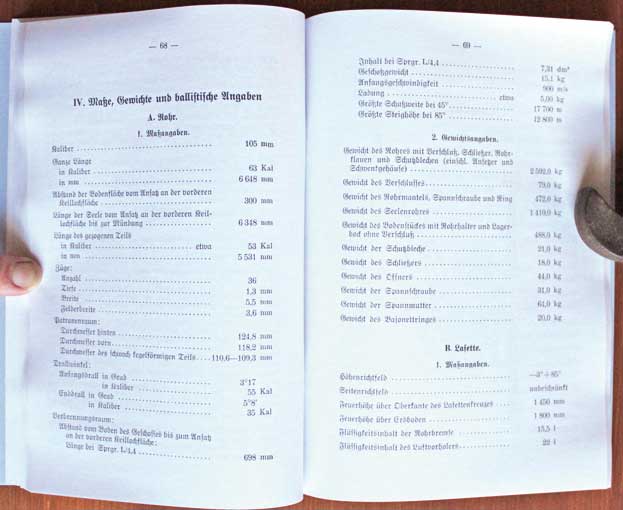 — 68 —
IV. Maße, Gewichte und ballistische Angaben
A. Rohr.
1. Maßangaben.
Kaliber 105 mm
Ganze Länge
in Kaliber 63 Kal
in mm 6 648 mm
Abstand der Bodenfläche vom Ansatz an der vorderen
Keillochfläche 300 mm
Länge der Seele vom Ansatz an der vorderen Keil-
lochfläche bis zur Mündung 6 348 mm
Länge des gezogenen Teils
in Kaliber etwa 53 Kal
in mm 5 531 mm
Züge:
Anzahl 36
Tiefe 1,3 mm
Breite 5,5 mm
Felderbreite 3,6 mm
Patronenraum:
Durchmesser hinten 124,8 mm
Durchmesser vorn 118,2 mm
Durchmesser des schwach kegelförmigen Teils 110,6—109,3 mm
Drallwinkel:
Anfangsdrall in Grad 3°17
in Kaliber 55 Kal
Enddrall in Grad 5°8'
in Kaliber 35 Kal
Verbrennungsraum:
Abstand vom Boden des Geschosses bis zum Ansatz
an der vorderen Keillochfläche:
Länge bei Sprgr. L/4,4 698 mm
— 69 —
Inhalt bei Sprgr. L/4,4 7,31 dm³
Geschoßgewicht 15,1 kg
Anfangsgeschwindigkeit 900 m/s
Ladung etwa 5,00 kg
Größte Schußweite bei 45° 17 700 m
Größte Steighöhe bei 85° 12 800 m
2. Gewichtsangaben.
Gewicht des Rohres mit Verschluß, Schließer, Rohr-
klauen und Schutzblechen (einschl. Ansetzer und
Schwenkgehäuse) 2 592,0 kg
Gewicht des Verschlusses 79,0 kg
Gewicht des Rohrmantels, Spannschraube und Ring 472,0 kg
Gewicht des Seelenrohres 1 410,0 kg
Gewicht des Bodenstückes mit Rohrhalter und Lager-
bock ohne Verschluß 488,0 kg
Gewicht der Schutzbleche 21,0 kg
Gewicht des Schließers 18,0 kg
Gewicht des Öffners 44,0 kg
Gewicht der Spannschraube 31,0 kg
Gewicht der Spannmutter 61,0 kg
Gewicht des Bajonettringes 20,0 kg
B. Lafette.
1. Maßangaben.
Höhenrichtfeld —3° ÷ 85°
Seitenrichtfeld unbeschränkt
Feuerhöhe über Oberkante des Lafettenkreuzes 1 450 mm
Feuerhöhe über Erdboden 1 800 mm
Flüssigkeitsinhalt der Rohrbremse 15,5 l
Flüssigkeitsinhalt des Luftvorholers 22 l